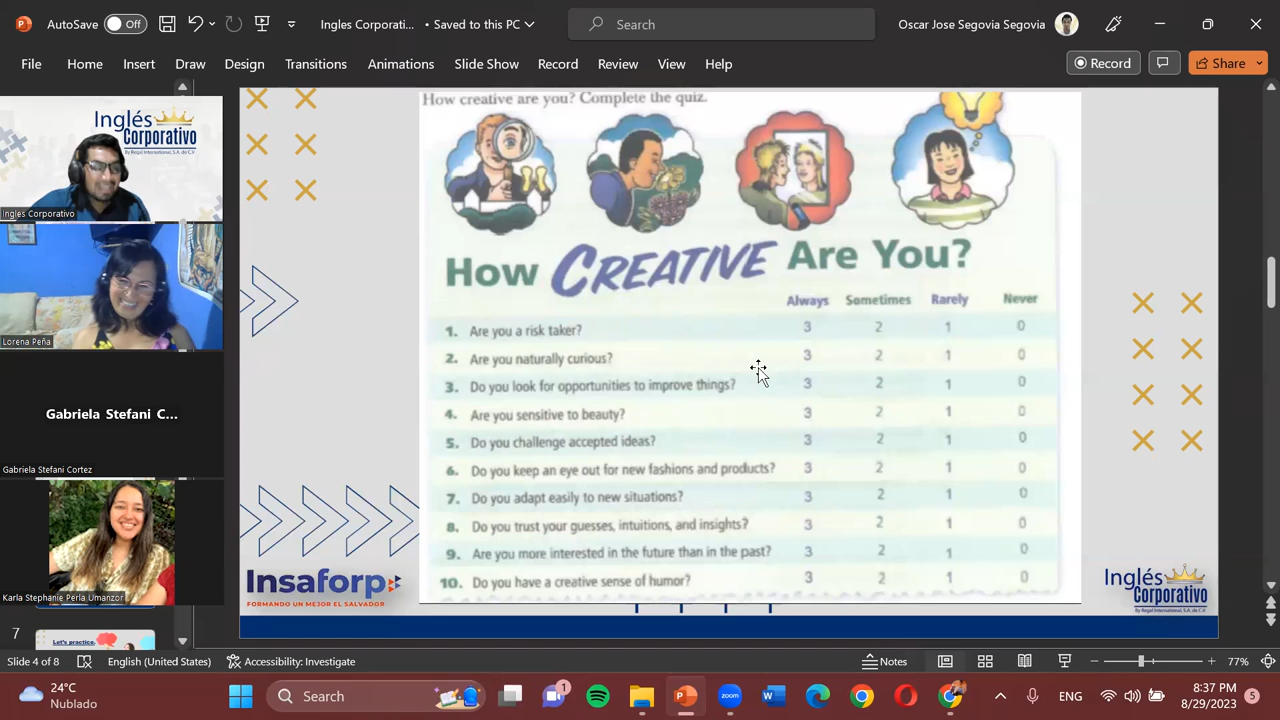 AutoSave
Off
Ingles Corporati... • Saved to this PC
Search
Oscar Jose Segovia Segovia
File Home Insert Draw Design Transitions Animations Slide Show Record Review View Help
Record
Share
Inglés
Corporativo
By Regal International, S.A. de C.V.
Ingles Corporativo
Lorena Peña
Gabriela Stefani C...
Gabriela Stefani Cortez
Karla Stephanie Perla Umanzor
7
Let's practice.
How creative are you? Complete the quiz.
How CREATIVE Are You?
Always Sometimes Rarely Never
1. Are you a risk taker? 3 2 1 0
2. Are you naturally curious? 3 2 1 0
3. Do you look for opportunities to improve things? 3 2 1 0
4. Are you sensitive to beauty? 3 2 1 0
5. Do you challenge accepted ideas? 3 2 1 0
6. Do you keep an eye out for new fashions and products? 3 2 1 0
7. Do you adapt easily to new situations? 3 2 1 0
8. Do you trust your guesses, intuitions, and insights? 3 2 1 0
9. Are you more interested in the future than in the past? 3 2 1 0
10. Do you have a creative sense of humor? 3 2 1 0
Insaforp
FORMANDO UN MEJOR EL SALVADOR
Inglés
Corporativo
By Regal International, S.A. de C.V.
Slide 4 of 8 English (United States) Accessibility: Investigate
Notes
77%
24°C
Nublado
Search
1
zoom
ENG
8:37 PM
8/29/2023
5